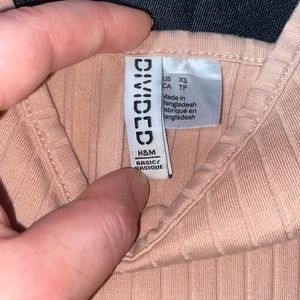 DIVIDED
H&M
BASIC/
BASIQUE
US XS
CA TP
Made in
Bangladesh
Fabriqué en
Bangladesh